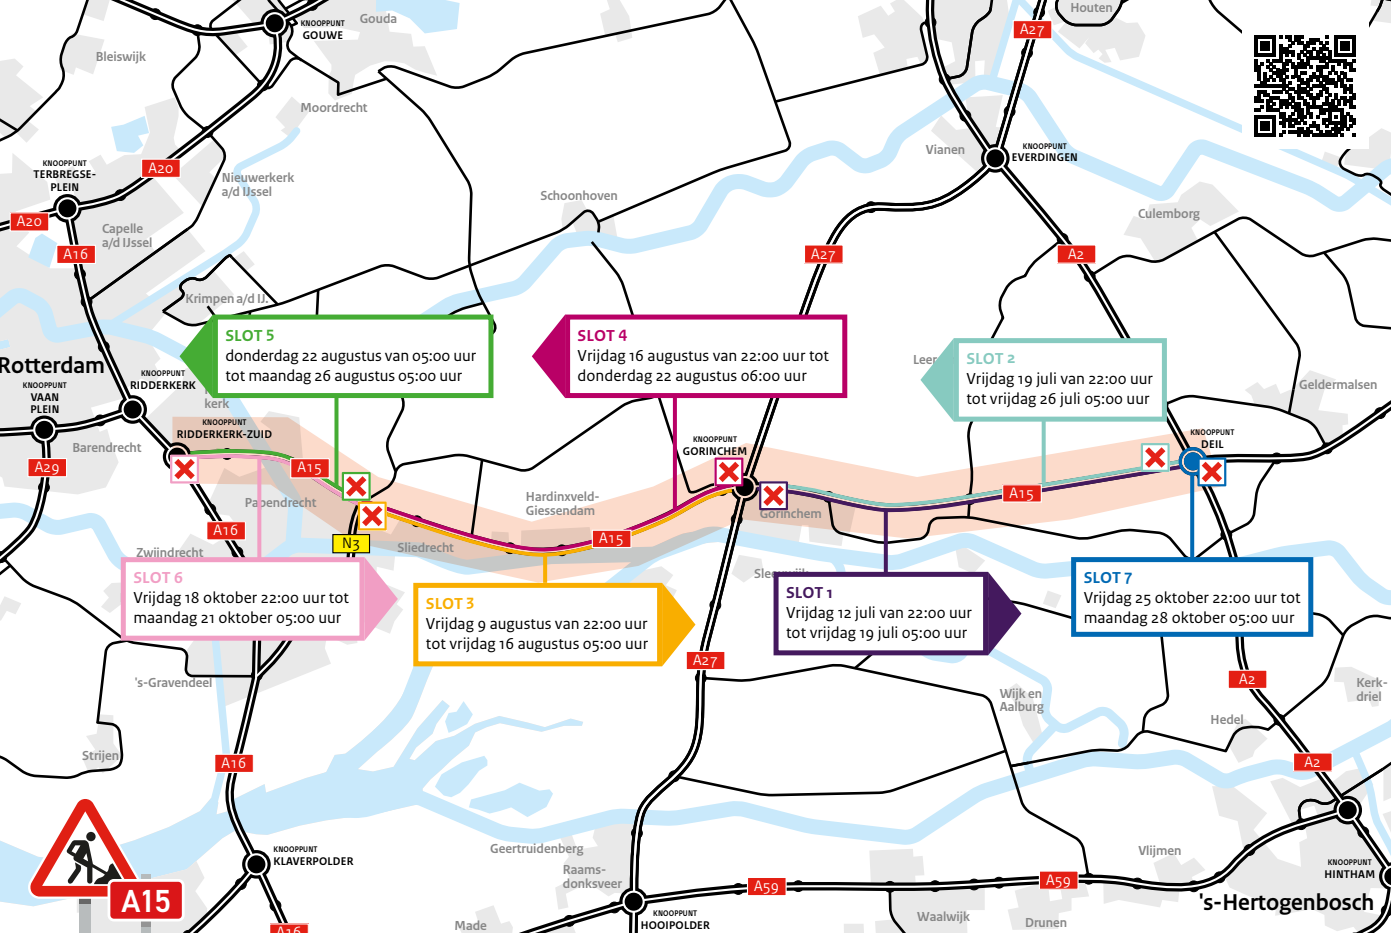 KNOOPPUNT
GOUWE
Gouda
Houten
A27
Bleiswijk
Moordrecht
KNOOPPUNT
TERBREGSE-
PLEIN
A20
Nieuwerkerk
a/d IJssel
Vianen
KNOOPPUNT
EVERDINGEN
Schoonhoven
Culemborg
A20
Capelle
a/d IJssel
A16
A27
A2
Krimpen a/d IJ.
SLOT 5
donderdag 22 augustus van 05:00 uur
tot maandag 26 augustus 05:00 uur
SLOT 4
Vrijdag 16 augustus van 22:00 uur tot
donderdag 22 augustus 06:00 uur
Leer
SLOT 2
Vrijdag 19 juli van 22:00 uur
tot vrijdag 26 juli 05:00 uur
Rotterdam
KNOOPPUNT
RIDDERKERK
KNOOPPUNT
VAAN
PLEIN
kerk
Geldermalsen
KNOOPPUNT
RIDDERKERK-ZUID
Barendrecht
A29
A15
KNOOPPUNT
GORINCHEM
KNOOPPUNT
DEIL
Papendrecht
Hardinxveld-
Giessendam
Gorinchem
A15
A16
N3
Sliedrecht
A15
Zwijndrecht
SLOT 6
Vrijdag 18 oktober 22:00 uur tot
maandag 21 oktober 05:00 uur
SLOT 3
Vrijdag 9 augustus van 22:00 uur
tot vrijdag 16 augustus 05:00 uur
Sleeuwijk
SLOT 1
Vrijdag 12 juli van 22:00 uur
tot vrijdag 19 juli 05:00 uur
SLOT 7
Vrijdag 25 oktober 22:00 uur tot
maandag 28 oktober 05:00 uur
A27
's-Gravendeel
A2
Kerk-
driel
Wijk en
Aalburg
Hedel
Strijen
A16
A2
KNOOPPUNT
KLAVERPOLDER
Geertruidenberg
Raams-
donksveer
Vlijmen
A59
A59
KNOOPPUNT
HINTHAM
's-Hertogenbosch
A15
A16
Made
KNOOPPUNT
HOOIPOLDER
Waalwijk
Drunen